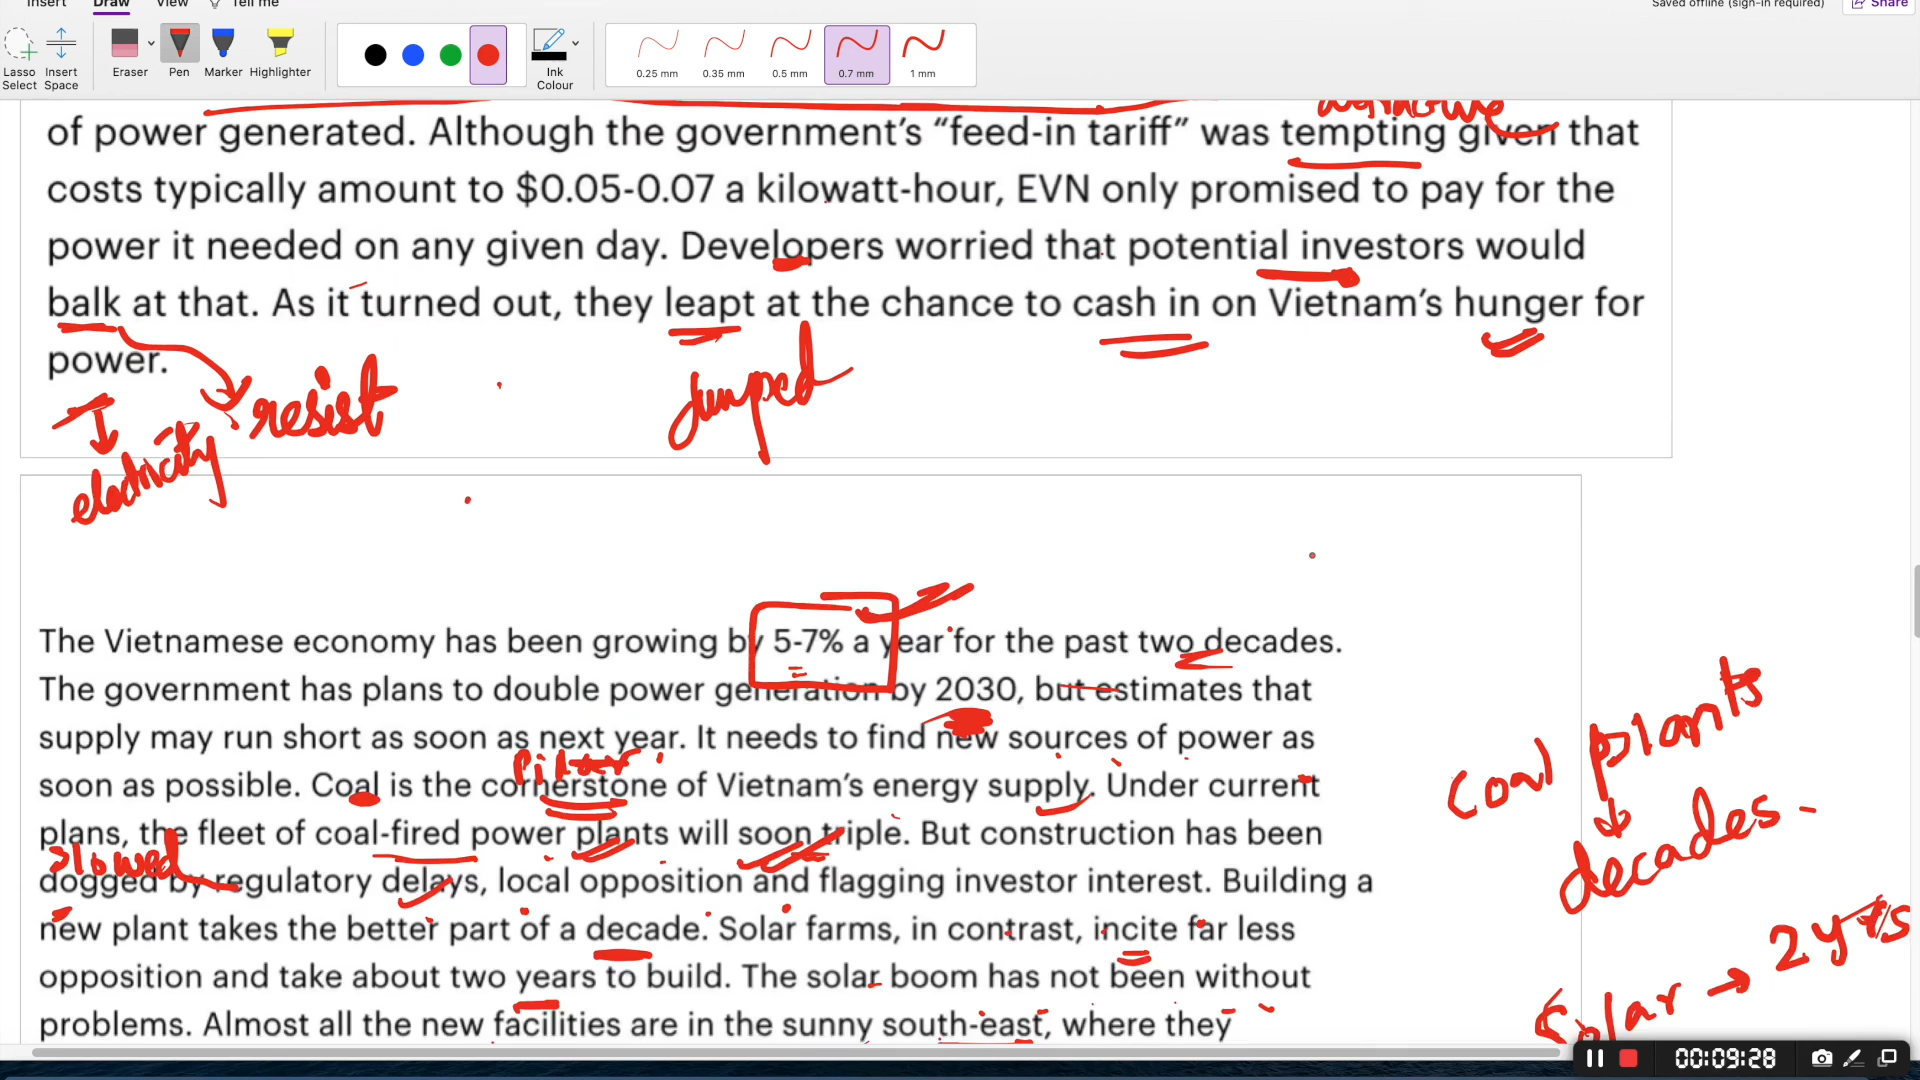 Insert Draw View Tell me Saved offline (sign-in required) Share
Lasso Select Insert Space Eraser Pen Marker Highlighter Ink Colour 0.25 mm 0.35 mm 0.5 mm 0.7 mm 1 mm
of power generated. Although the government's “feed-in tariff” was tempting given that
costs typically amount to $0.05-0.07 a kilowatt-hour, EVN only promised to pay for the
power it needed on any given day. Developers worried that potential investors would
balk at that. As it turned out, they leapt at the chance to cash in on Vietnam's hunger for
power.
resist
Jumped
electricity
The Vietnamese economy has been growing by 5-7% a year for the past two decades.
The government has plans to double power generation by 2030, but estimates that
supply may run short as soon as next year. It needs to find new sources of power as
Pillar
soon as possible. Coal is the cornerstone of Vietnam's energy supply. Under current
plans, the fleet of coal-fired power plants will soon triple. But construction has been
slowed
dogged by regulatory delays, local opposition and flagging investor interest. Building a
new plant takes the better part of a decade. Solar farms, in contrast, incite far less
opposition and take about two years to build. The solar boom has not been without
problems. Almost all the new facilities are in the sunny south-east, where they
Coal plants
decades
Solar → 2 yrs
00:09:28